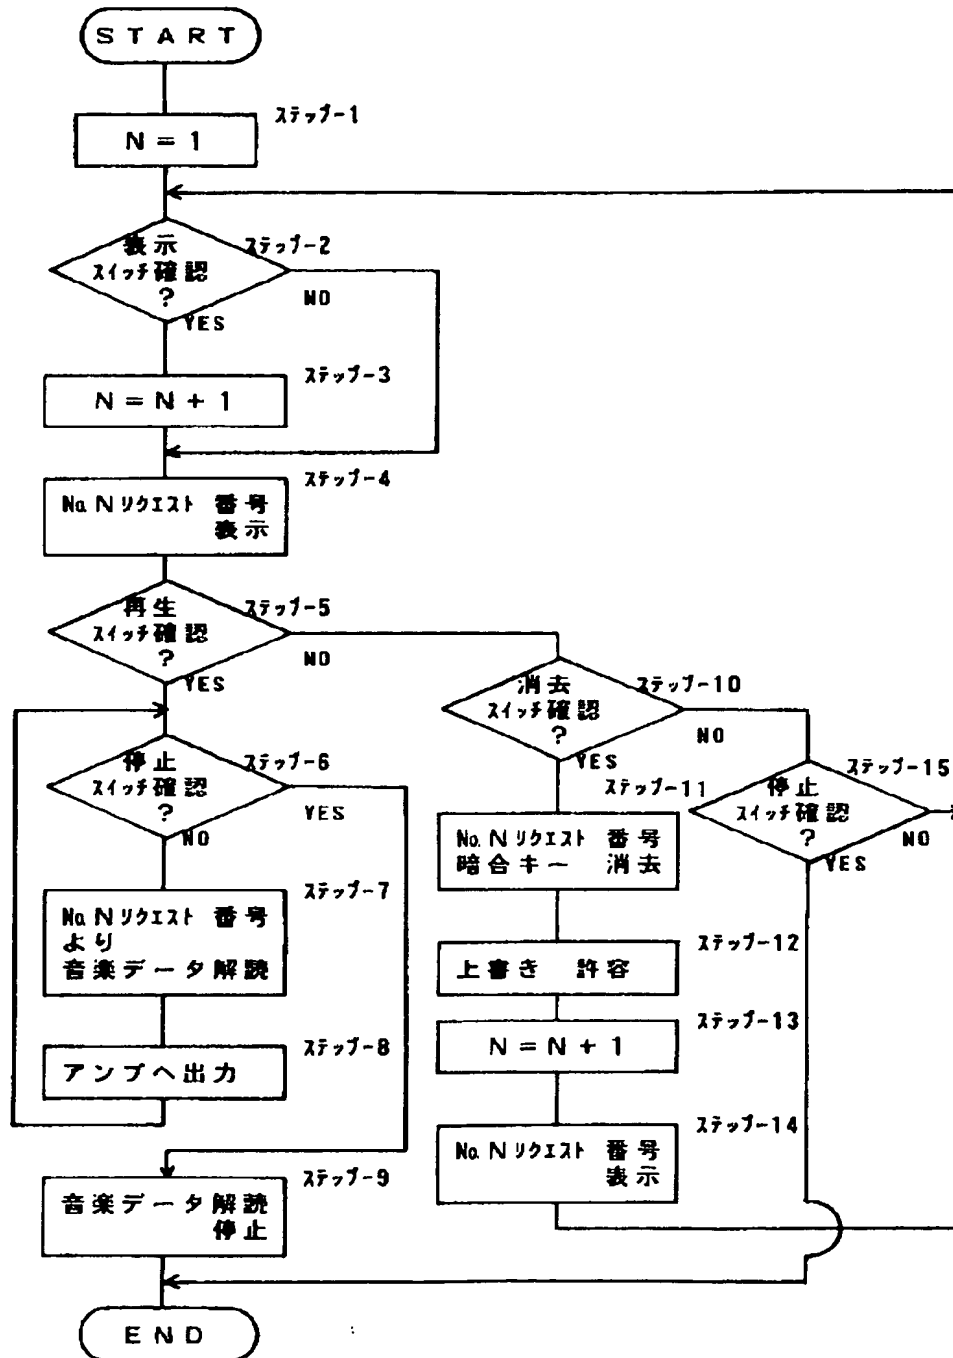 START
ステップ-1
N = 1
表示
スイッチ確認
?
ステップ-2
NO
YES
ステップ-3
N = N + 1
ステップ-4
No.Nリクエスト 番号
表示
再生
スイッチ確認
?
ステップ-5
NO
YES
停止
スイッチ確認
?
ステップ-6
YES
NO
ステップ-7
No.Nリクエスト 番号
より
音楽データ解読
ステップ-8
アンプへ出力
ステップ-9
音楽データ解読
停止
END
消去
スイッチ確認
?
ステップ-10
NO
YES
ステップ-11
No.Nリクエスト 番号
暗合キー 消去
ステップ-12
上書き 許容
ステップ-13
N = N + 1
ステップ-14
No.Nリクエスト 番号
表示
停止
スイッチ確認
?
ステップ-15
NO
YES